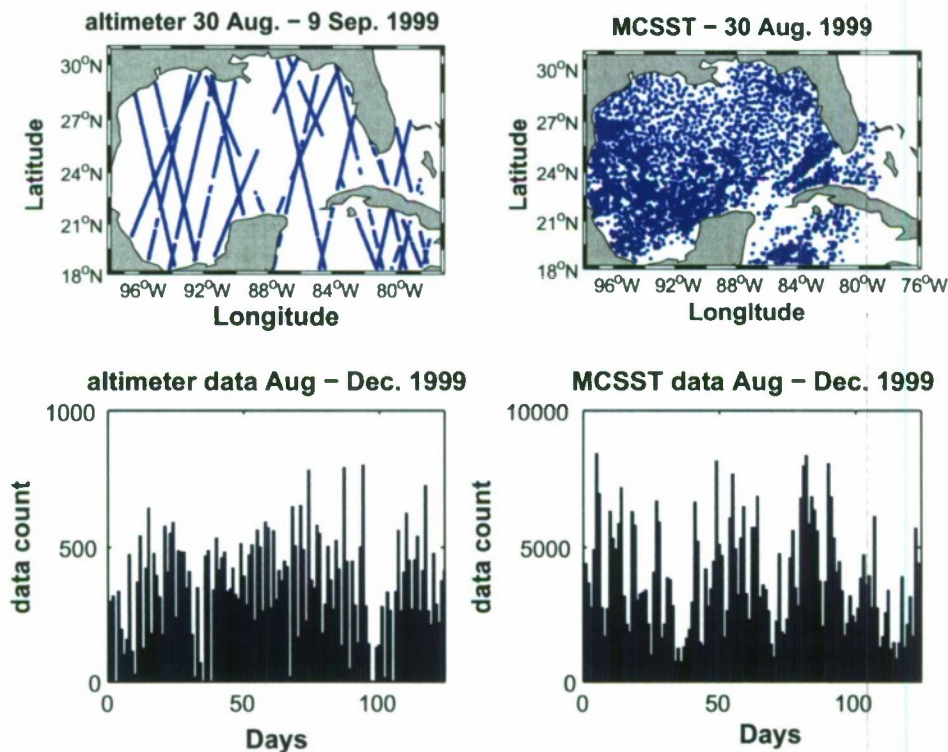 altimeter 30 Aug. − 9 Sep. 1999
30°N
27°N
24°N
21°N
18°N
Latitude
96°W 92°W 88°W 84°W 80°W
Longitude
MCSST − 30 Aug. 1999
30°N
27°N
24°N
21°N
18°N
Latitude
96°W 92°W 88°W 84°W 80°W 76°W
Longitude
altimeter data Aug − Dec. 1999
1000
500
0
data count
0 50 100
Days
MCSST data Aug − Dec. 1999
10000
5000
0
data count
0 50 100
Days